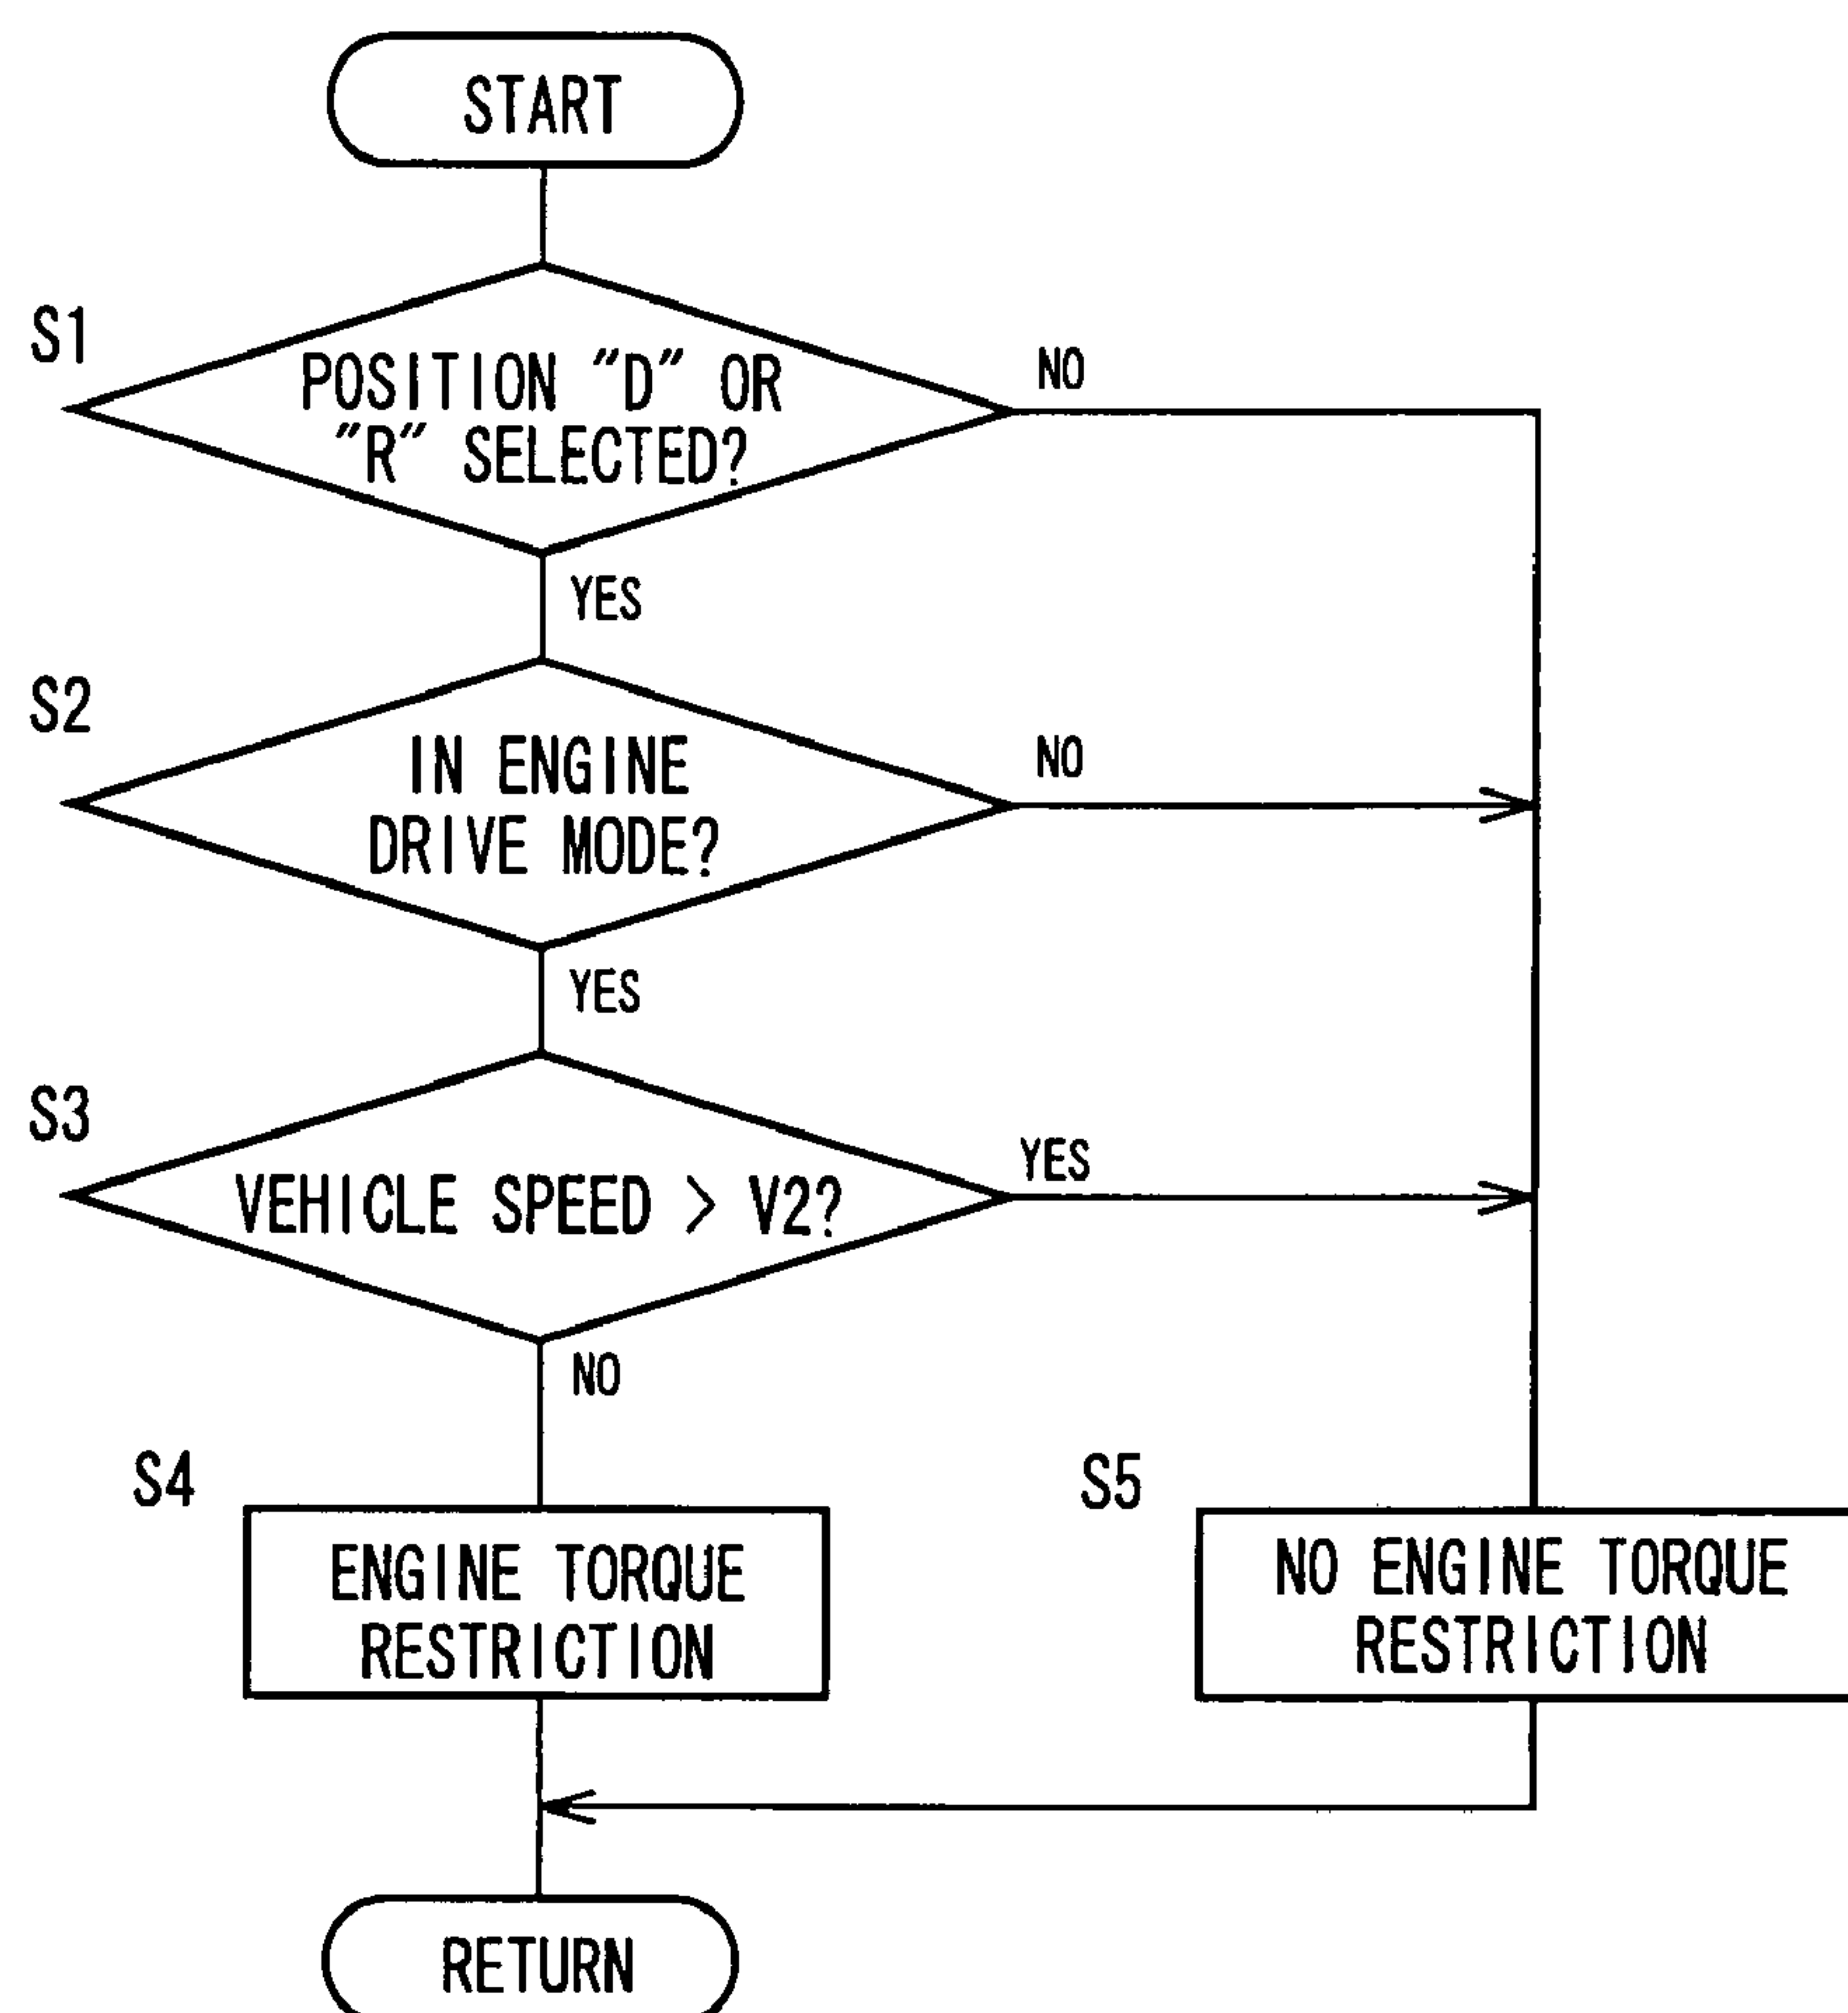 START
S1
POSITION "D" OR
"R" SELECTED?
NO
YES
S2
IN ENGINE
DRIVE MODE?
NO
YES
S3
VEHICLE SPEED > V2?
YES
NO
S4
ENGINE TORQUE
RESTRICTION
S5
NO ENGINE TORQUE
RESTRICTION
RETURN